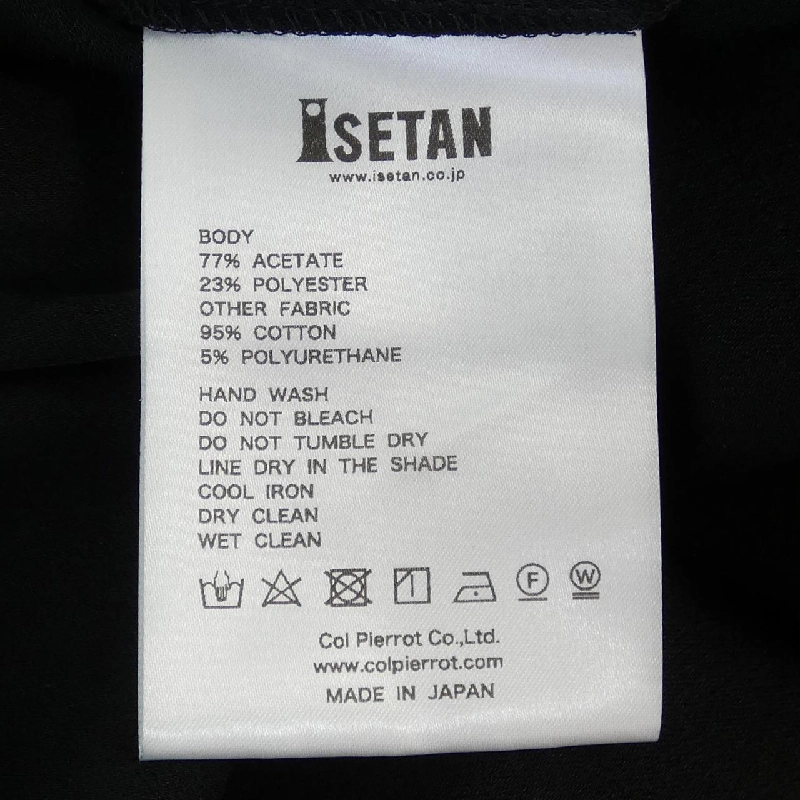 ISETAN
www.isetan.co.jp
BODY
77% ACETATE
23% POLYESTER
OTHER FABRIC
95% COTTON
5% POLYURETHANE
HAND WASH
DO NOT BLEACH
DO NOT TUMBLE DRY
LINE DRY IN THE SHADE
COOL IRON
DRY CLEAN
WET CLEAN
F W
Col Pierrot Co.,Ltd.
www.colpierrot.com
MADE IN JAPAN